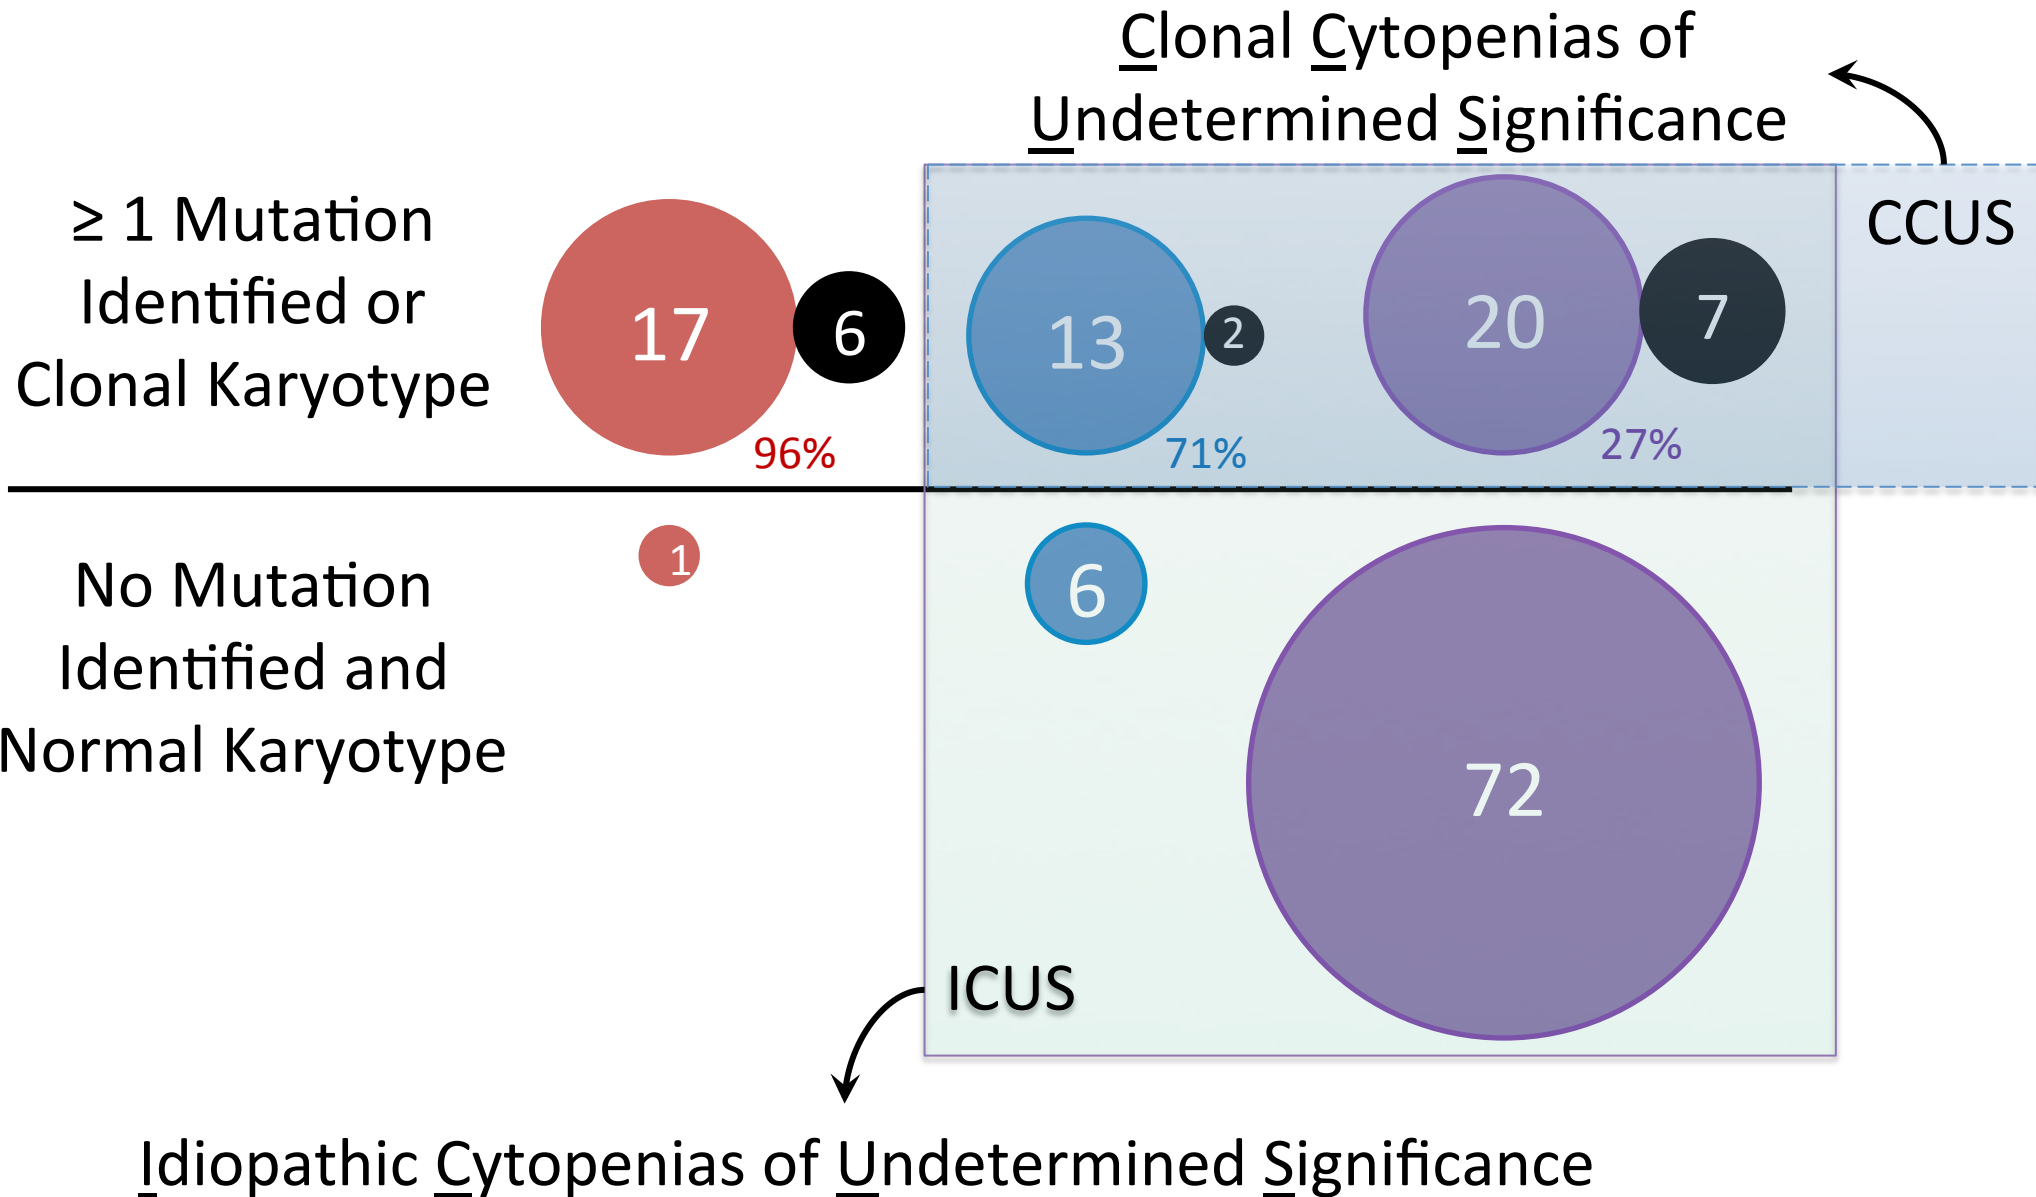 Clonal Cytopenias of
Undetermined Significance
≥ 1 Mutation
Identified or
Clonal Karyotype
17
6
13
2
20
7
CCUS
96%
71%
27%
No Mutation
Identified and
Normal Karyotype
1
6
72
ICUS
Idiopathic Cytopenias of Undetermined Significance